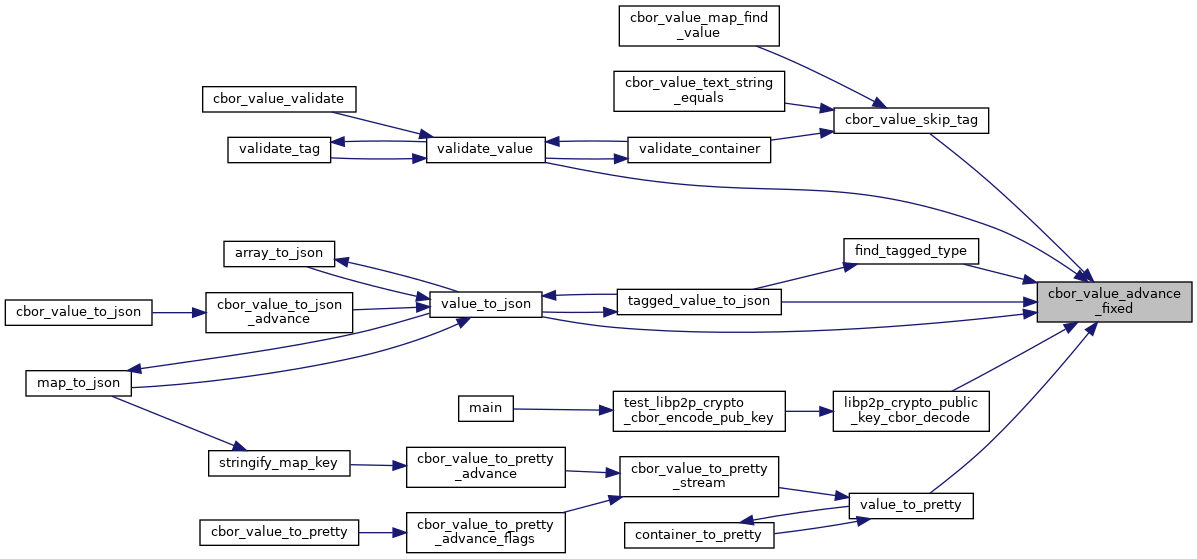 cbor_value_map_find
_value
cbor_value_text_string
_equals
cbor_value_validate
cbor_value_skip_tag
validate_tag
validate_value
validate_container
array_to_json
find_tagged_type
cbor_value_to_json
cbor_value_to_json
_advance
value_to_json
tagged_value_to_json
cbor_value_advance
_fixed
map_to_json
main
test_libp2p_crypto
_cbor_encode_pub_key
libp2p_crypto_public
_key_cbor_decode
stringify_map_key
cbor_value_to_pretty
_advance
cbor_value_to_pretty
_stream
value_to_pretty
cbor_value_to_pretty
cbor_value_to_pretty
_advance_flags
container_to_pretty